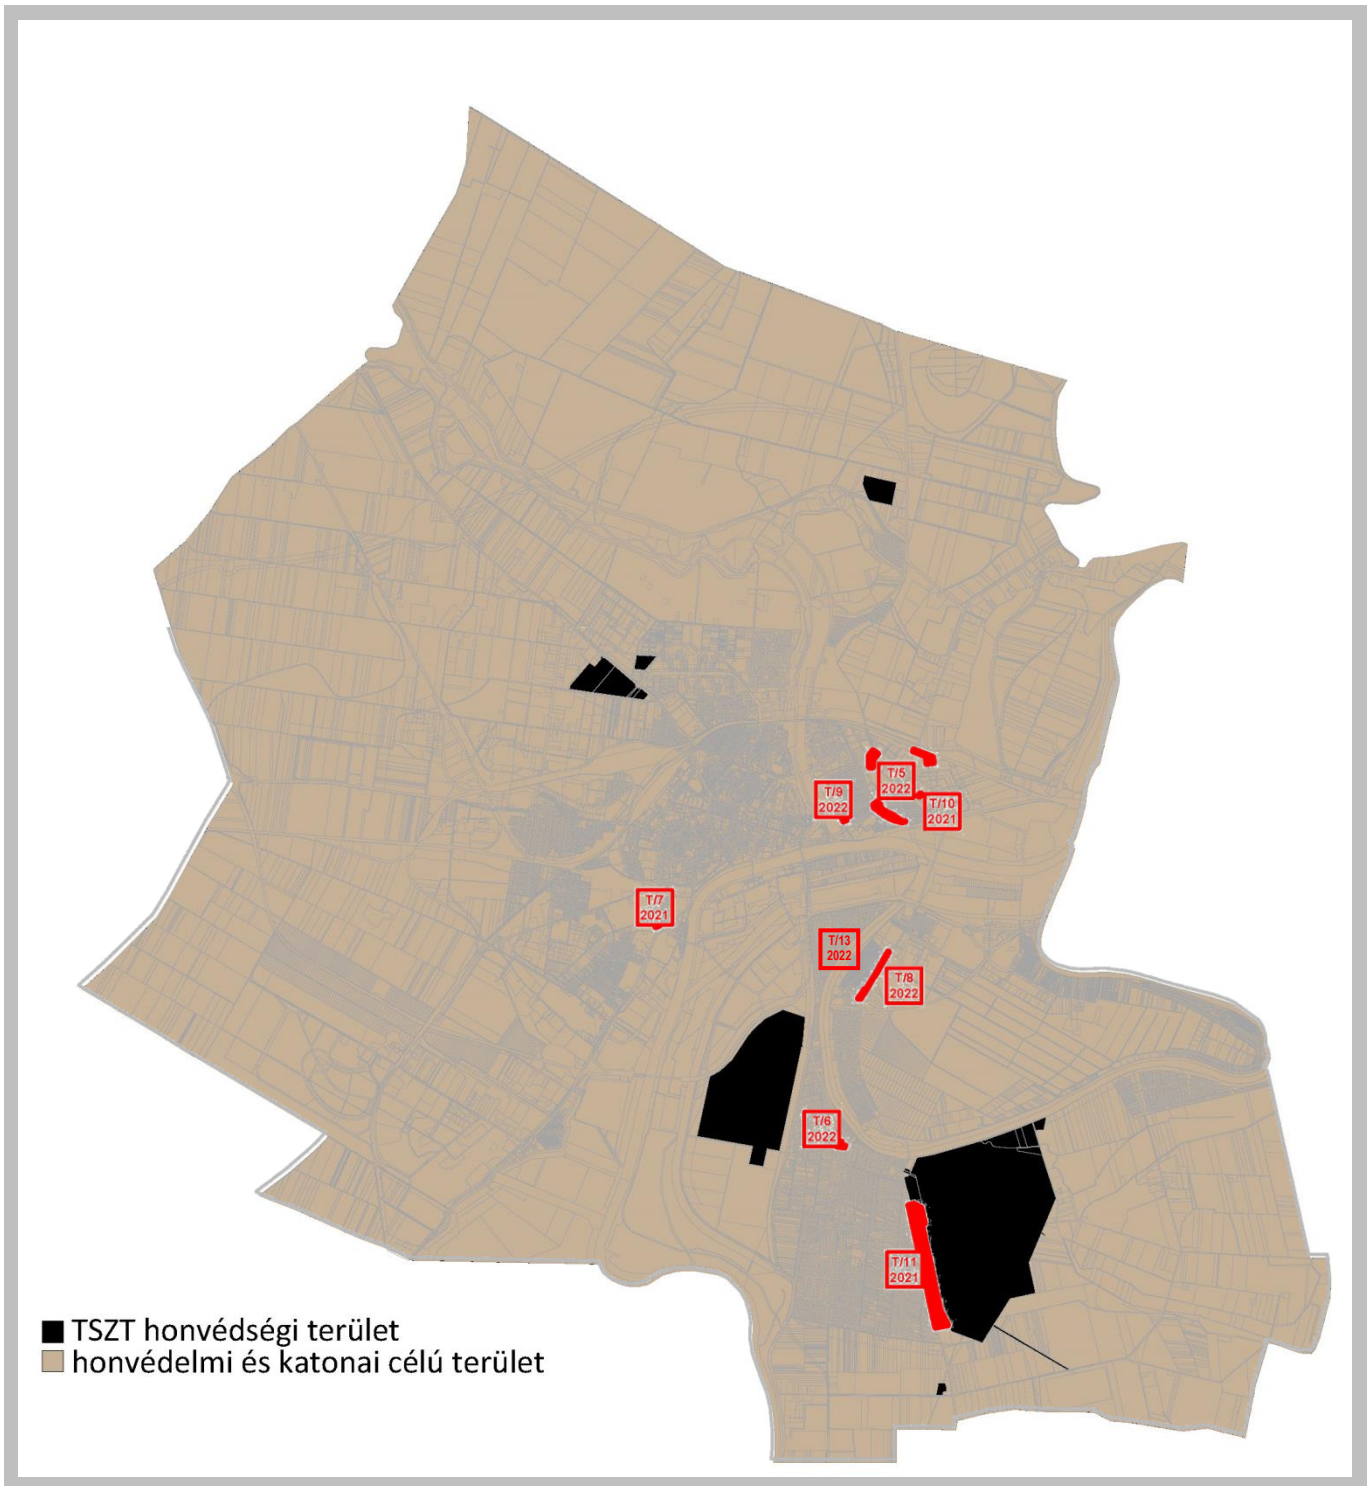 T/5
2022
T/9
2022
T/10
2021
T/7
2021
T/13
2022
T/8
2022
T/6
2022
T/11
2021
TSZT honvédségi terület
honvédelmi és katonai célú terület